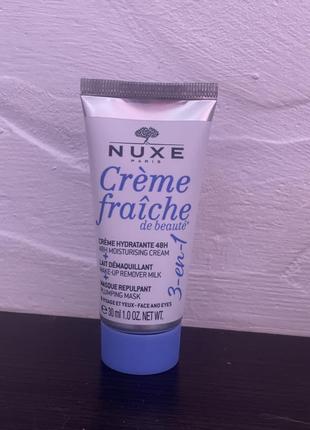 NUXE
PARIS
Crème
fraîche
de beauté®
3-en-1
CRÈME HYDRATANTE 48H
48H MOISTURISING CREAM
+
LAIT DÉMAQUILLANT
MAKE-UP REMOVER MILK
+
MASQUE REPULPANT
PLUMPING MASK
VISAGE ET YEUX - FACE AND EYES
30 ml 1.0 OZ. NET WT.